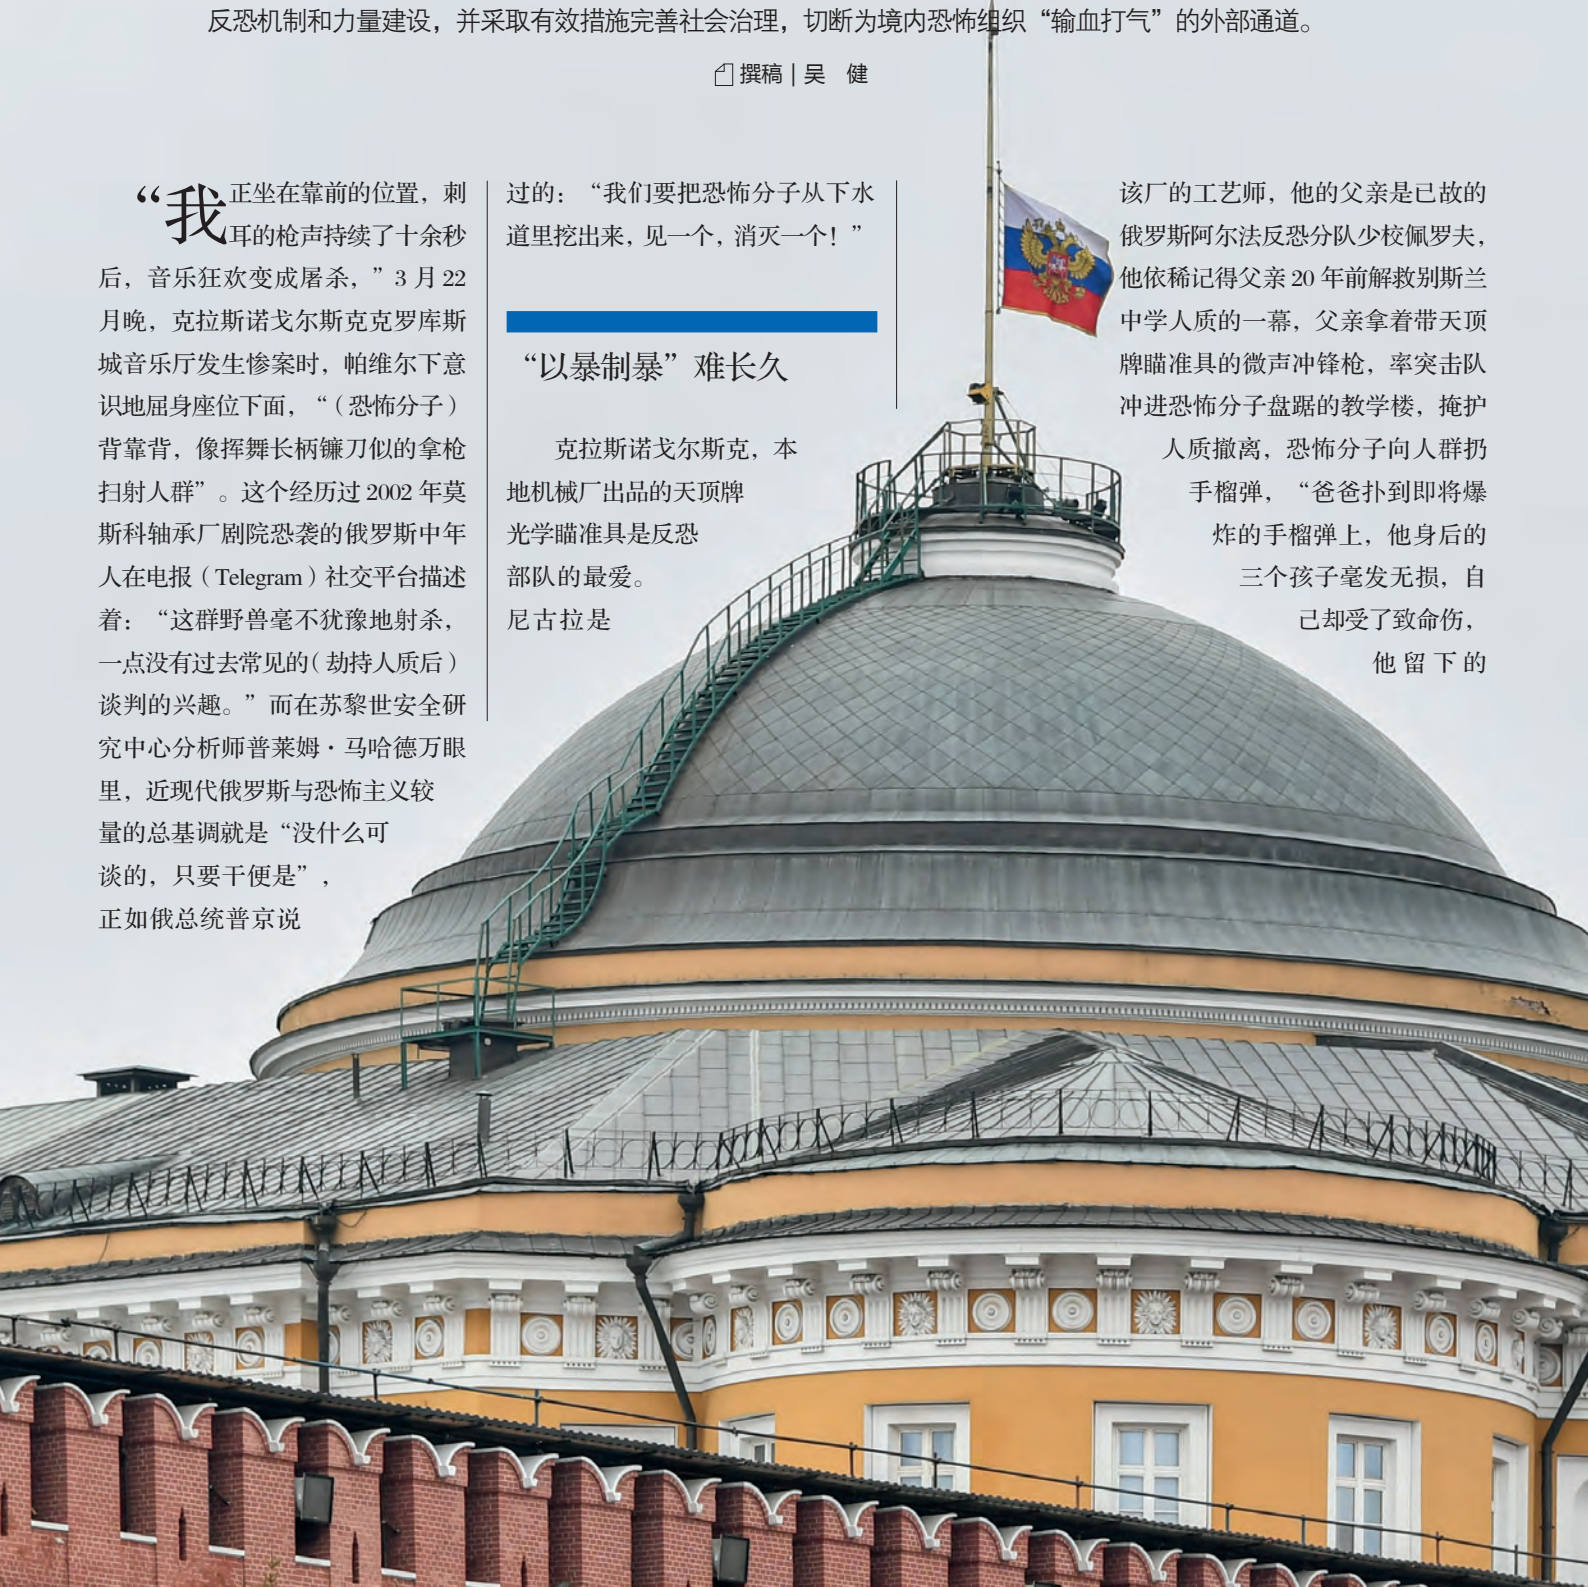 反恐机制和力量建设，并采取有效措施完善社会治理，切断为境内恐怖组织“输血打气”的外部通道。
撰稿｜吴　健
“我正坐在靠前的位置，刺
耳的枪声持续了十余秒
后，音乐狂欢变成屠杀，”3 月 22
月晚，克拉斯诺戈尔斯克克罗库斯
城音乐厅发生惨案时，帕维尔下意
识地屈身座位下面，“（恐怖分子）
背靠背，像挥舞长柄镰刀似的拿枪
扫射人群”。这个经历过 2002 年莫
斯科轴承厂剧院恐袭的俄罗斯中年
人在电报（Telegram）社交平台描述
着：“这群野兽毫不犹豫地射杀，
一点没有过去常见的（劫持人质后）
谈判的兴趣。”而在苏黎世安全研
究中心分析师普莱姆·马哈德万眼
里，近现代俄罗斯与恐怖主义较
量的总基调就是“没什么可
谈的，只要干便是”，
正如俄总统普京说
过的：“我们要把恐怖分子从下水
道里挖出来，见一个，消灭一个！”
“以暴制暴”难长久
克拉斯诺戈尔斯克，本
地机械厂出品的天顶牌
光学瞄准具是反恐
部队的最爱。
尼古拉是
该厂的工艺师，他的父亲是已故的
俄罗斯阿尔法反恐分队少校佩罗夫，
他依稀记得父亲 20 年前解救别斯兰
中学人质的一幕，父亲拿着带天顶
牌瞄准具的微声冲锋枪，率突击队
冲进恐怖分子盘踞的教学楼，掩护
人质撤离，恐怖分子向人群扔
手榴弹，“爸爸扑到即将爆
炸的手榴弹上，他身后的
三个孩子毫发无损，自
己却受了致命伤，
他留下的